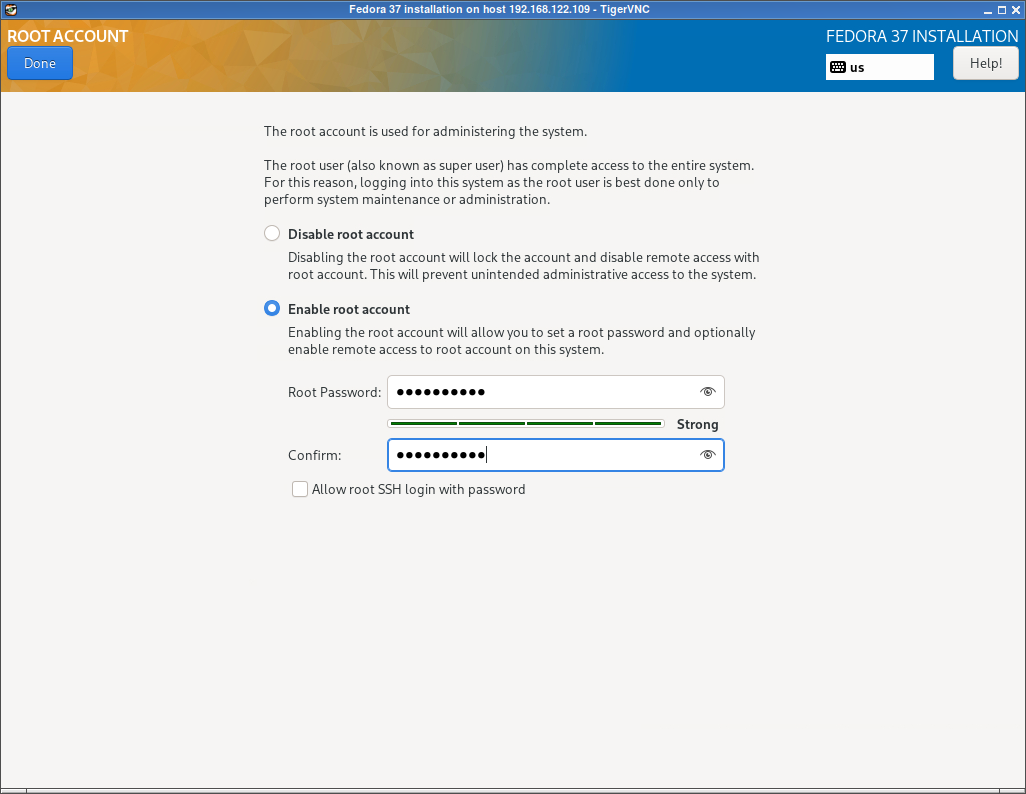 Fedora 37 installation on host 192.168.122.109 - TigerVNC
ROOT ACCOUNT
FEDORA 37 INSTALLATION
Done
us
Help!
The root account is used for administering the system.
The root user (also known as super user) has complete access to the entire system.
For this reason, logging into this system as the root user is best done only to
perform system maintenance or administration.
Disable root account
Disabling the root account will lock the account and disable remote access with
root account. This will prevent unintended administrative access to the system.
Enable root account
Enabling the root account will allow you to set a root password and optionally
enable remote access to root account on this system.
Root Password: ●●●●●●●●●●
Strong
Confirm: ●●●●●●●●●●
Allow root SSH login with password